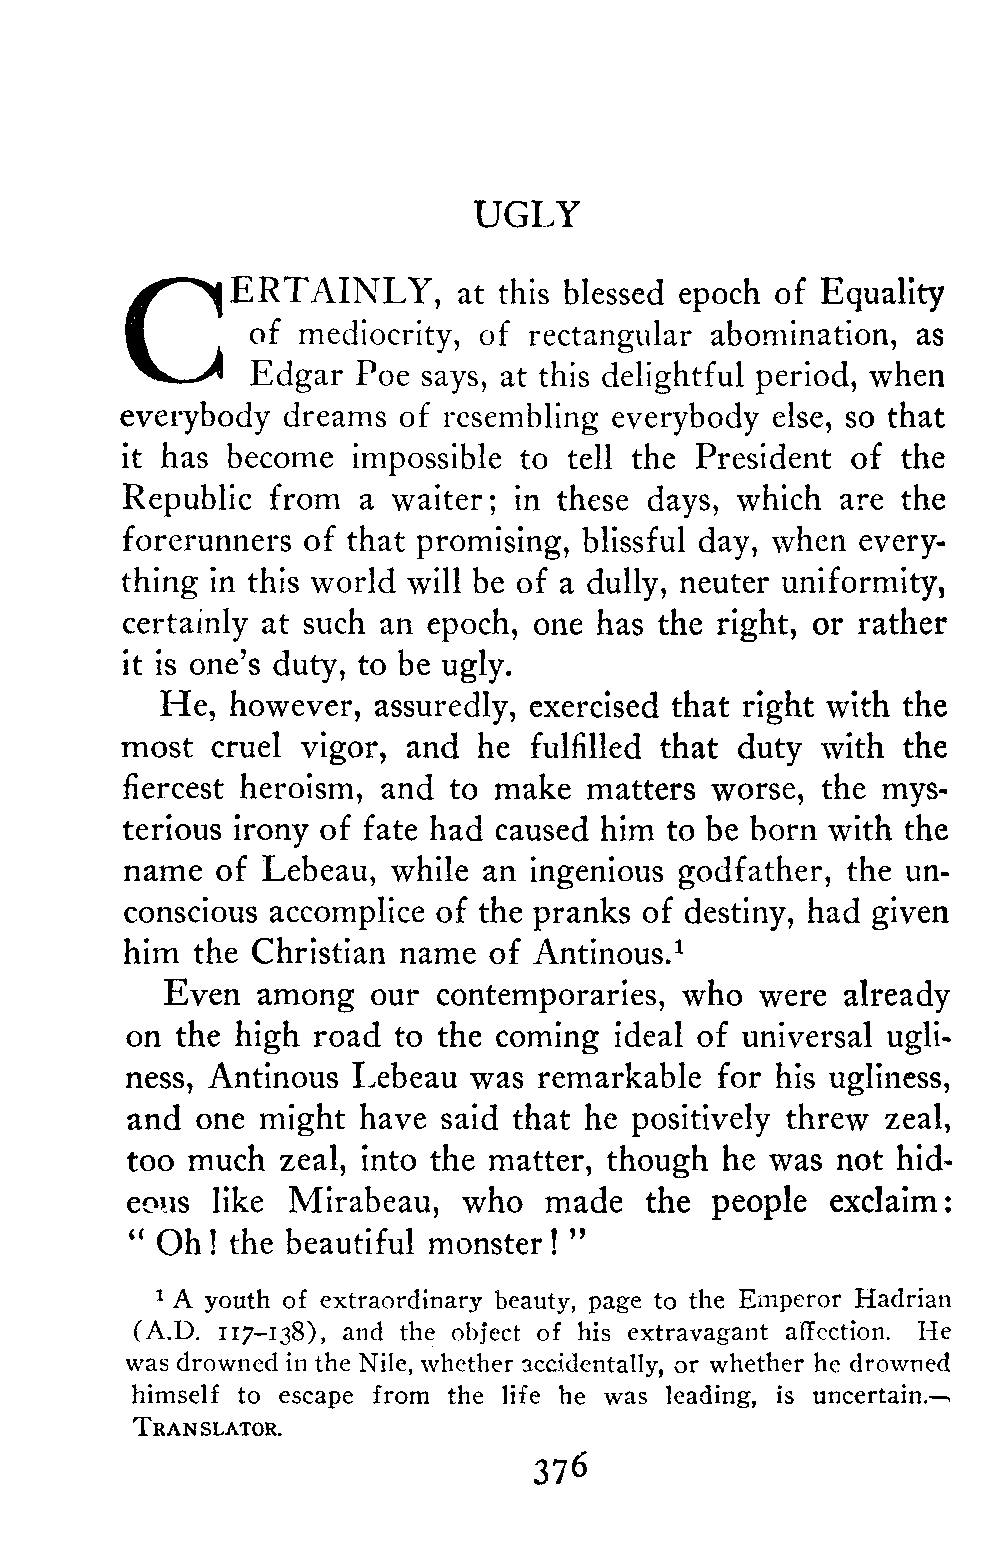 UGLY
CERTAINLY, at this blessed epoch of Equality
of mediocrity, of rectangular abomination, as
Edgar Poe says, at this delightful period, when
everybody dreams of resembling everybody else, so that
it has become impossible to tell the President of the
Republic from a waiter; in these days, which are the
forerunners of that promising, blissful day, when every-
thing in this world will be of a dully, neuter uniformity,
certainly at such an epoch, one has the right, or rather
it is one's duty, to be ugly.
He, however, assuredly, exercised that right with the
most cruel vigor, and he fulfilled that duty with the
fiercest heroism, and to make matters worse, the mys-
terious irony of fate had caused him to be born with the
name of Lebeau, while an ingenious godfather, the un-
conscious accomplice of the pranks of destiny, had given
him the Christian name of Antinous.¹
Even among our contemporaries, who were already
on the high road to the coming ideal of universal ugli-
ness, Antinous Lebeau was remarkable for his ugliness,
and one might have said that he positively threw zeal,
too much zeal, into the matter, though he was not hid-
eous like Mirabeau, who made the people exclaim:
" Oh! the beautiful monster! "
¹ A youth of extraordinary beauty, page to the Emperor Hadrian
(A.D. 117–138), and the object of his extravagant affection. He
was drowned in the Nile, whether accidentally, or whether he drowned
himself to escape from the life he was leading, is uncertain.—
TRANSLATOR.
376